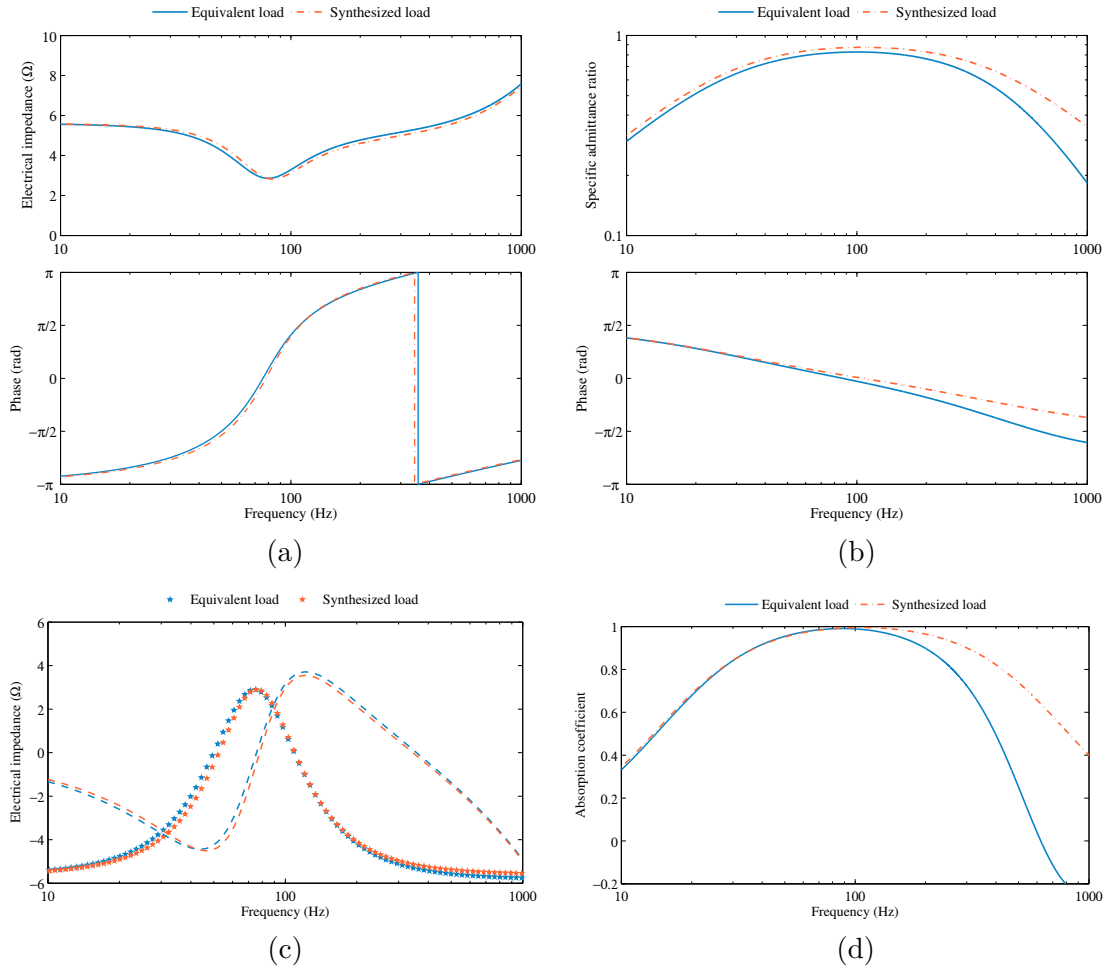 Equivalent load Synthesized load
10
8
6
4
2
0
Electrical impedance (Ω)
10 100 1000
π
π/2
0
−π/2
−π
Phase (rad)
10 100 1000
Frequency (Hz)
(a)
Equivalent load Synthesized load
1
0.1
Specific admittance ratio
10 100 1000
π
π/2
0
−π/2
−π
Phase (rad)
10 100 1000
Frequency (Hz)
(b)
Equivalent load Synthesized load
6
4
2
0
−2
−4
−6
Electrical impedance (Ω)
10 100 1000
Frequency (Hz)
(c)
Equivalent load Synthesized load
1
0.8
0.6
0.4
0.2
0
−0.2
Absorption coefficient
10 100 1000
Frequency (Hz)
(d)